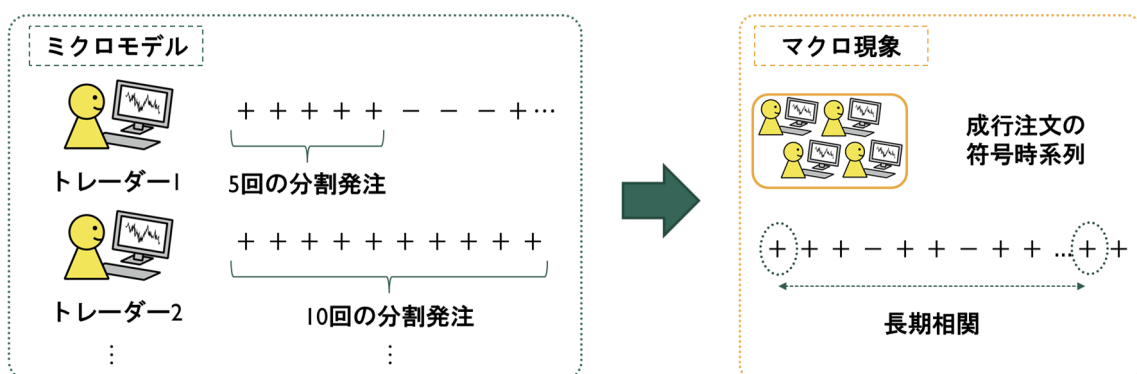 ミクロモデル
トレーダー1
+ + + + + − − − + …
5回の分割発注
トレーダー2
+ + + + + + + + + +
10回の分割発注
⋮
⋮
マクロ現象
成行注文の
符号時系列
+ + + − + + − + + … + +
長期相関